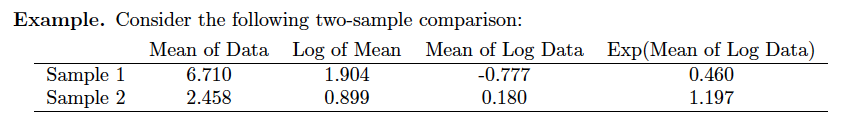 Example. Consider the following two-sample comparison:
Mean of Data Log of Mean Mean of Log Data Exp(Mean of Log Data)
Sample 1 6.710 1.904 -0.777 0.460
Sample 2 2.458 0.899 0.180 1.197